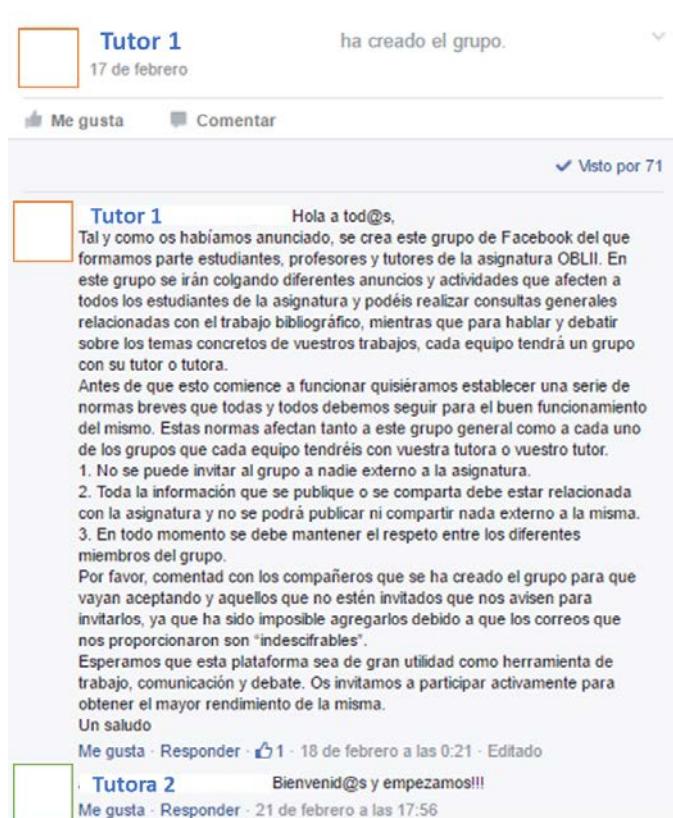 Tutor 1 ha creado el grupo.
17 de febrero
Me gusta Comentar
Visto por 71
Tutor 1 Hola a tod@s,
Tal y como os habíamos anunciado, se crea este grupo de Facebook del que
formamos parte estudiantes, profesores y tutores de la asignatura OBLII. En
este grupo se irán colgando diferentes anuncios y actividades que afecten a
todos los estudiantes de la asignatura y podéis realizar consultas generales
relacionadas con el trabajo bibliográfico, mientras que para hablar y debatir
sobre los temas concretos de vuestros trabajos, cada equipo tendrá un grupo
con su tutor o tutora.
Antes de que esto comience a funcionar quisiéramos establecer una serie de
normas breves que todas y todos debemos seguir para el buen funcionamiento
del mismo. Estas normas afectan tanto a este grupo general como a cada uno
de los grupos que cada equipo tendréis con vuestra tutora o vuestro tutor.
1. No se puede invitar al grupo a nadie externo a la asignatura.
2. Toda la información que se publique o se comparta debe estar relacionada
con la asignatura y no se podrá publicar ni compartir nada externo a la misma.
3. En todo momento se debe mantener el respeto entre los diferentes
miembros del grupo.
Por favor, comentad con los compañeros que se ha creado el grupo para que
vayan aceptando y aquellos que no estén invitados que nos avisen para
invitarlos, ya que ha sido imposible agregarlos debido a que los correos que
nos proporcionaron son "indescifrables".
Esperamos que esta plataforma sea de gran utilidad como herramienta de
trabajo, comunicación y debate. Os invitamos a participar activamente para
obtener el mayor rendimiento de la misma.
Un saludo
Me gusta · Responder · 1 · 18 de febrero a las 0:21 · Editado
Tutora 2 Bienvenid@s y empezamos!!!
Me gusta · Responder · 21 de febrero a las 17:56